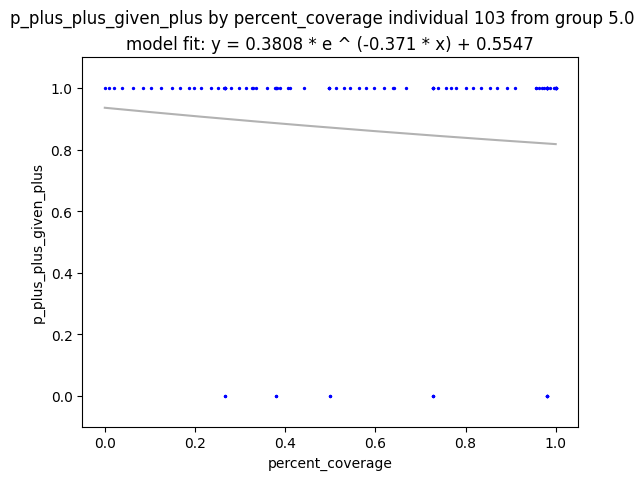 p_plus_plus_given_plus by percent_coverage individual 103 from group 5.0
model fit: y = 0.3808 * e ^ (-0.371 * x) + 0.5547
1.0
0.8
0.6
0.4
0.2
0.0
p_plus_plus_given_plus
0.0 0.2 0.4 0.6 0.8 1.0
percent_coverage